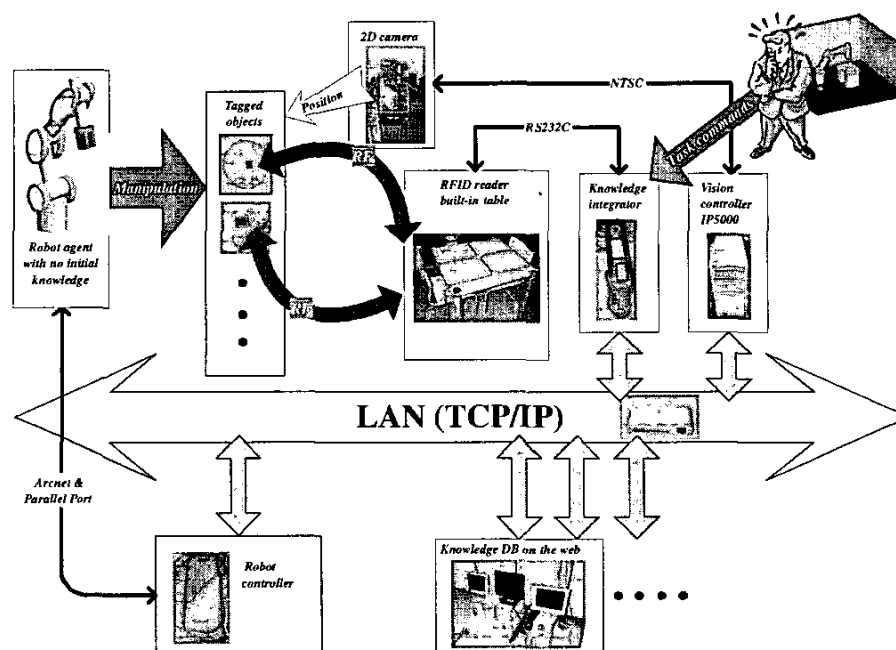 2D camera
NTSC
Position
Tagged
objects
RS232C
Task commands
RF
Manipulation
RFID reader
built-in table
Knowledge
integrator
Vision
controller
IP5000
Robot agent
with no initial
knowledge
LAN (TCP/IP)
Arcnet &
Parallel Port
Robot
controller
Knowledge DB on the web